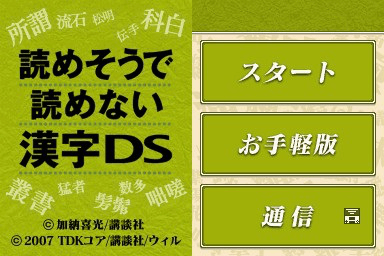 所謂
流石
松明
伝手
科白
読めそうで
読めない
漢字DS
叢書
猛者
髣髴
数多
咄嗟
© 加納喜光/講談社
© 2007 TDKコア/講談社/ウィル
スタート
お手軽版
通信